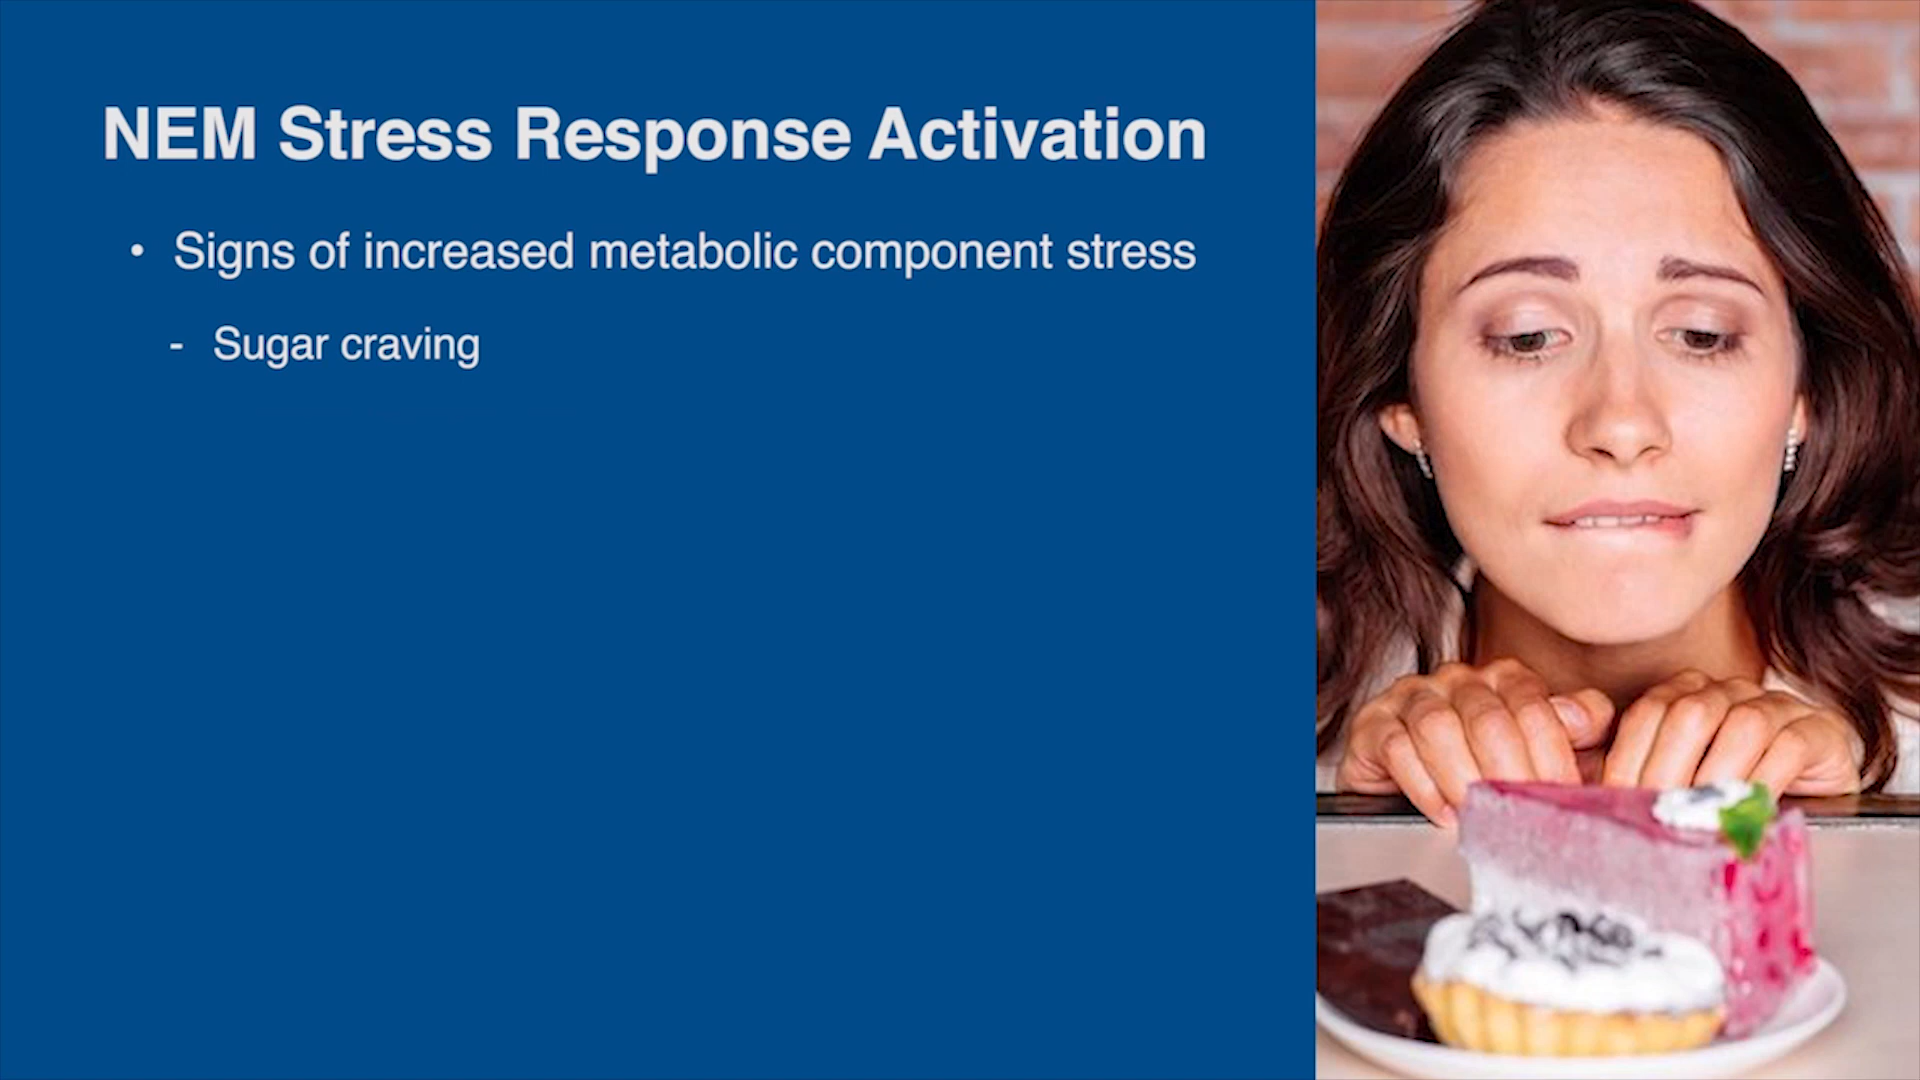 NEM Stress Response Activation
• Signs of increased metabolic component stress
- Sugar craving